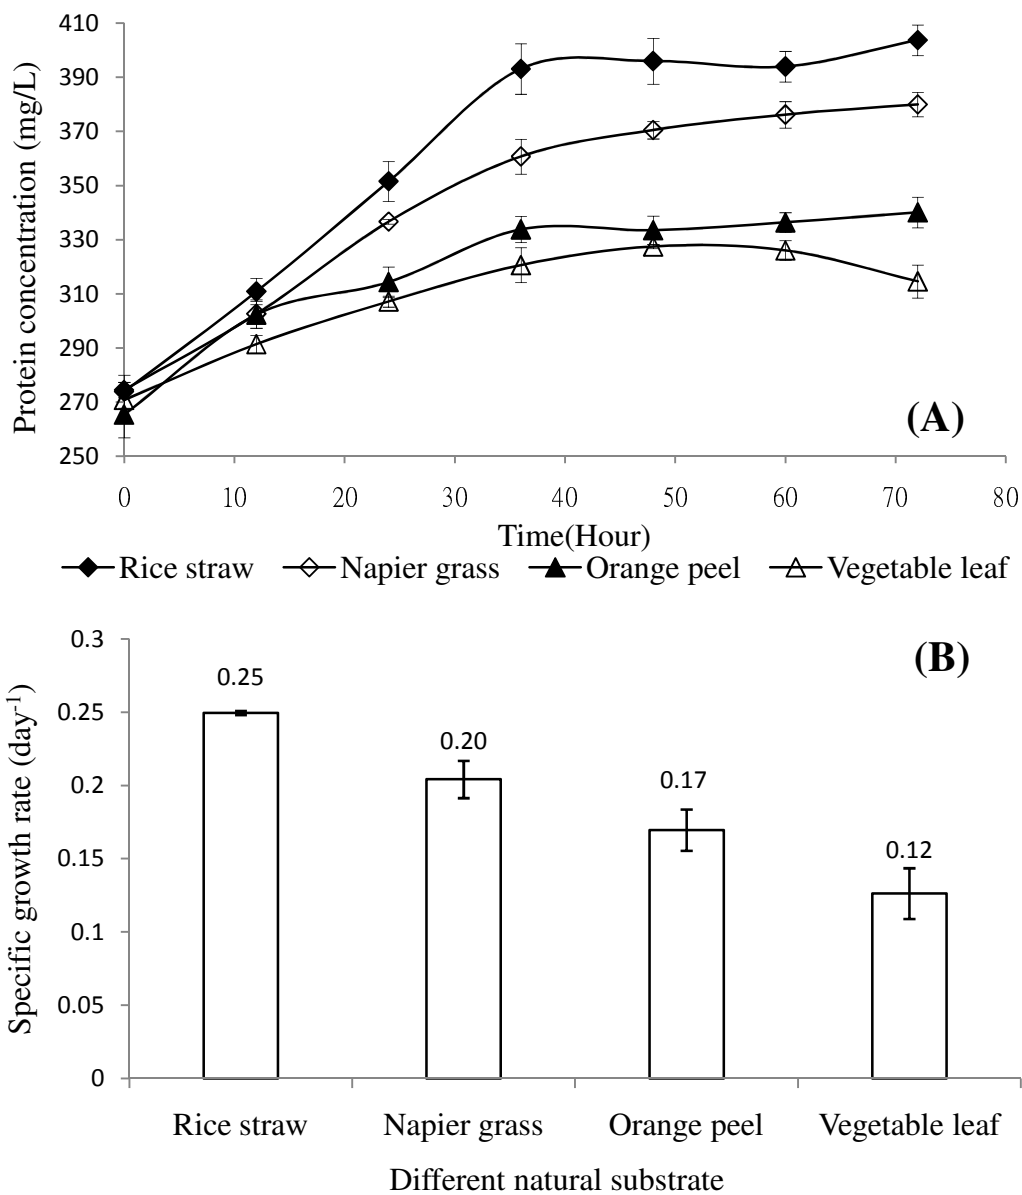 410
390
370
350
330
310
290
270
250
Protein concentration (mg/L)
(A)
0 10 20 30 40 50 60 70 80
Time(Hour)
Rice straw Napier grass Orange peel Vegetable leaf
0.3
0.25
0.2
0.15
0.1
0.05
0
Specific growth rate (day⁻¹)
(B)
0.25
0.20
0.17
0.12
Rice straw Napier grass Orange peel Vegetable leaf
Different natural substrate